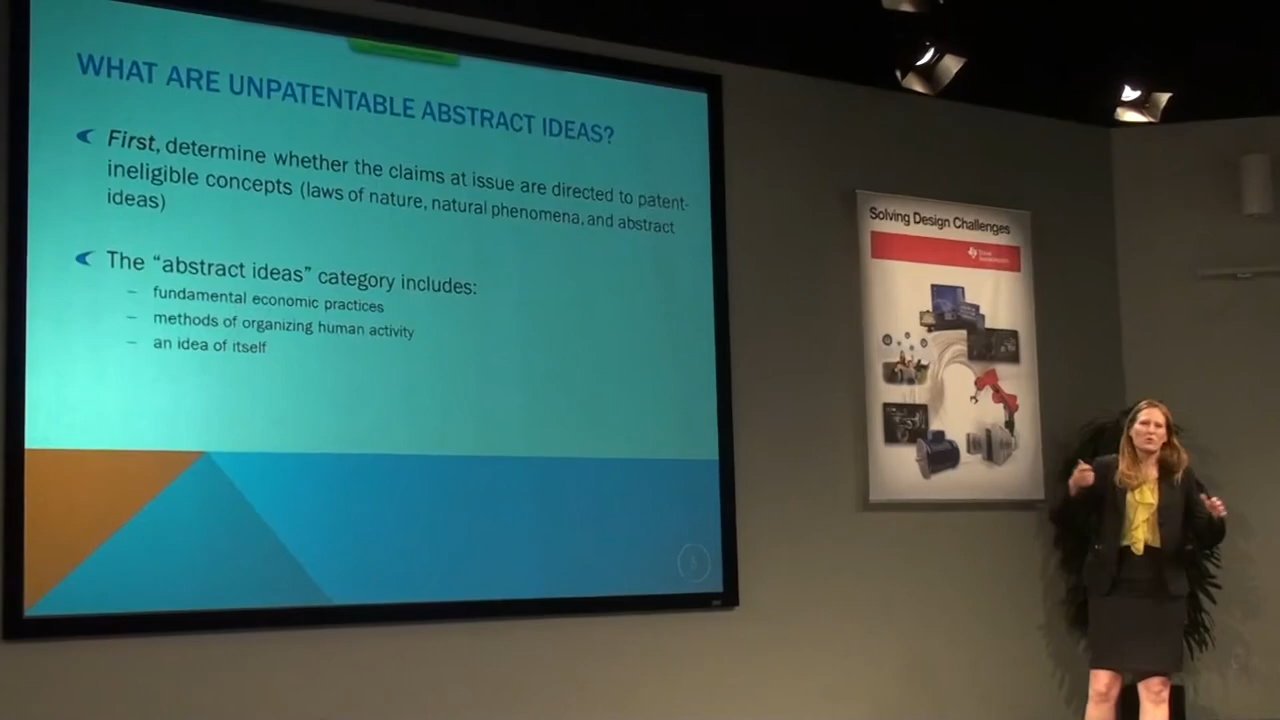 WHAT ARE UNPATENTABLE ABSTRACT IDEAS?
First, determine whether the claims at issue are directed to patent-
ineligible concepts (laws of nature, natural phenomena, and abstract
ideas)
The “abstract ideas” category includes:
– fundamental economic practices
– methods of organizing human activity
– an idea of itself
Solving Design Challenges
Texas
Instruments